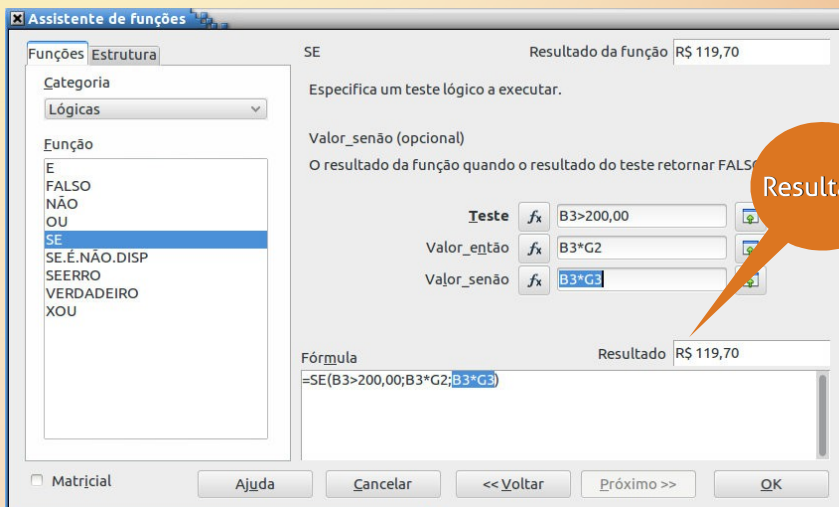 Assistente de funções
Funções Estrutura
SE
Resultado da função R$ 119,70
Categoria
Lógicas
Especifica um teste lógico a executar.
Função
Valor_senão (opcional)
O resultado da função quando o resultado do teste retornar
E
FALSO
NÃO
OU
SE
SE.É.NÃO.DISP
SEERRO
VERDADEIRO
XOU
Teste fx B3>200,00
Valor_então fx B3*G2
Valor_senão fx B3*G3
Fórmula
Resultado R$ 119,70
=SE(B3>200,00;B3*G2;B3*G3)
Matricial
Ajuda
Cancelar
<< Voltar
Próximo >>
OK